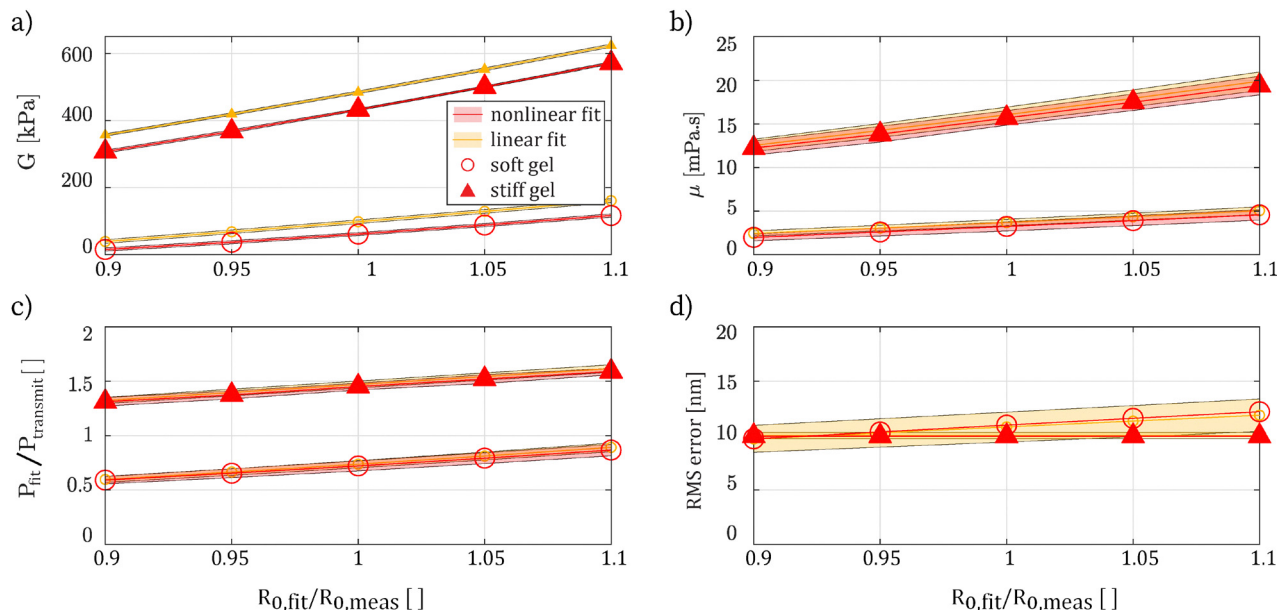 a)
600
400
200
0
G [kPa]
0.9 0.95 1 1.05 1.1
nonlinear fit
linear fit
soft gel
stiff gel
b)
25
20
15
10
5
0
μ [mPa.s]
0.9 0.95 1 1.05 1.1
c)
2
1.5
1
0.5
0
P_fit/P_transmit [ ]
0.9 0.95 1 1.05 1.1
R_0,fit/R_0,meas [ ]
d)
20
15
10
5
10
RMS error [nm]
0.9 0.95 1 1.05 1.1
R_0,fit/R_0,meas [ ]